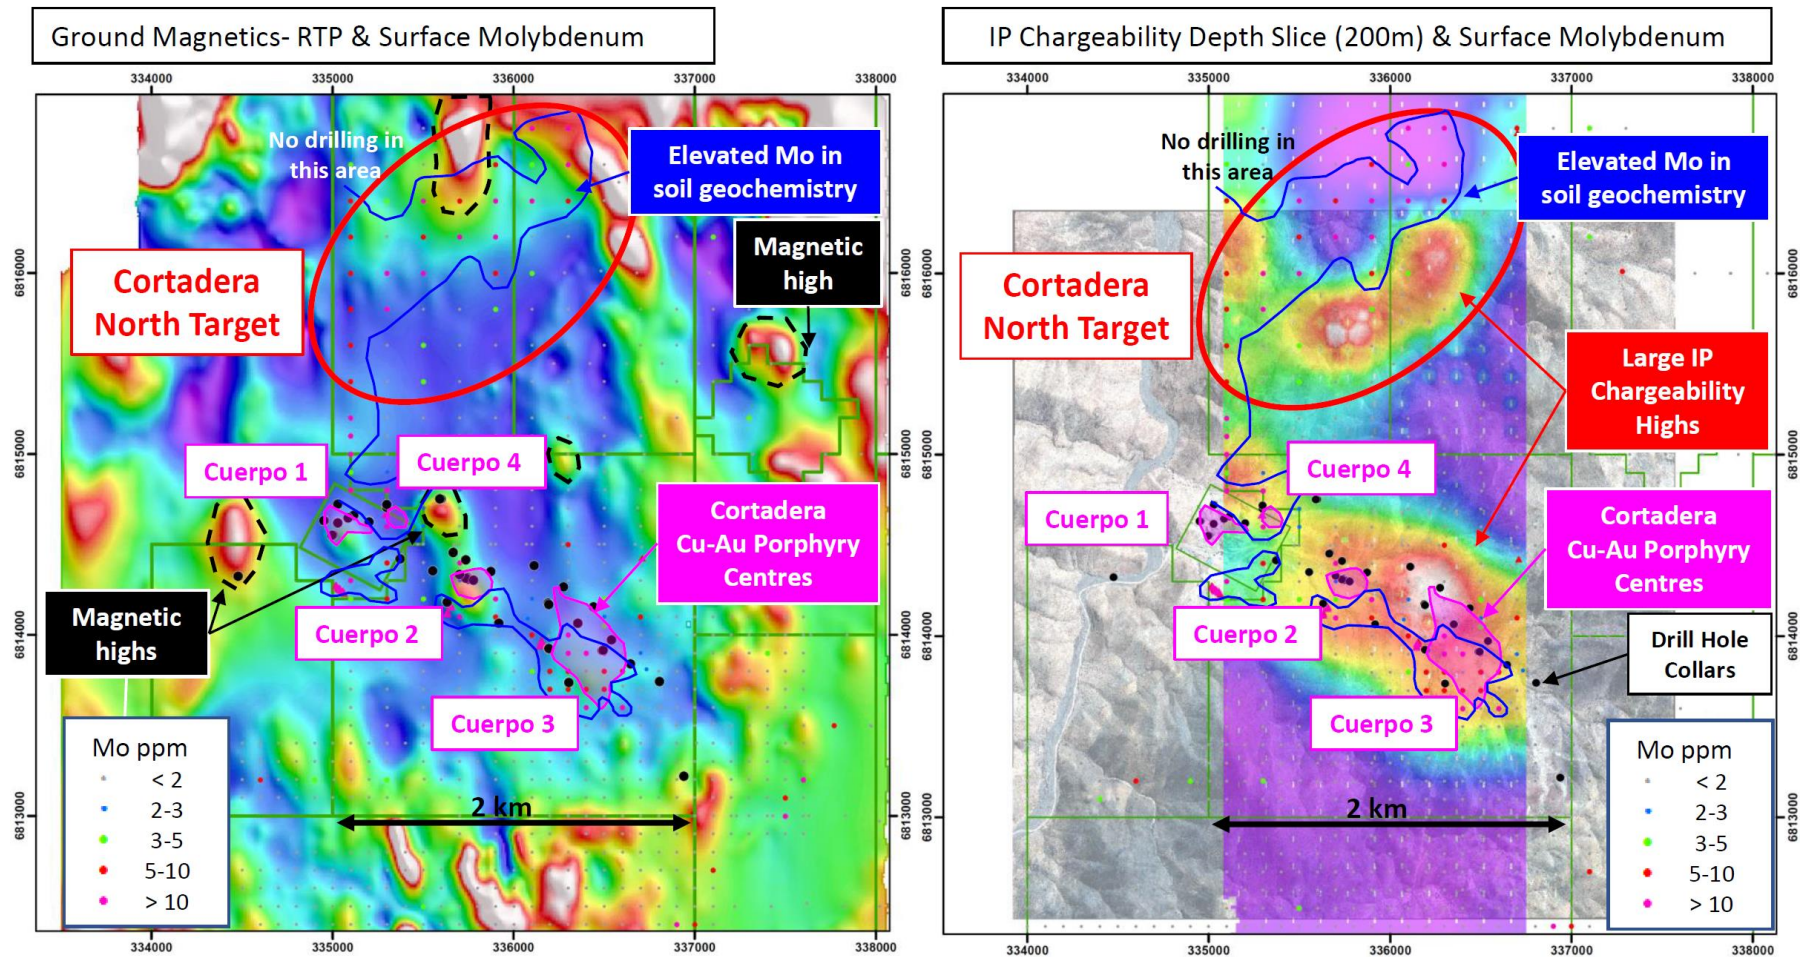 Ground Magnetics- RTP & Surface Molybdenum
334000 335000 336000 337000 338000
No drilling in
this area
Elevated Mo in
soil geochemistry
Magnetic
high
Cortadera
North Target
6816000
6816000
Cuerpo 1
Cuerpo 4
6815000
6815000
Cortadera
Cu-Au Porphyry
Centres
Magnetic
highs
Cuerpo 2
6814000
6814000
Cuerpo 3
Mo ppm
< 2
2-3
3-5
5-10
> 10
2 km
6813000
6813000
334000 335000 336000 337000 338000
IP Chargeability Depth Slice (200m) & Surface Molybdenum
334000 335000 336000 337000 338000
No drilling in
this area
Elevated Mo in
soil geochemistry
Cortadera
North Target
6816000
Large IP
Chargeability
Highs
Cuerpo 4
6815000
Cuerpo 1
Cortadera
Cu-Au Porphyry
Centres
Cuerpo 2
6814000
Drill Hole
Collars
Cuerpo 3
Mo ppm
< 2
2-3
3-5
5-10
> 10
2 km
6813000
334000 335000 336000 337000 338000